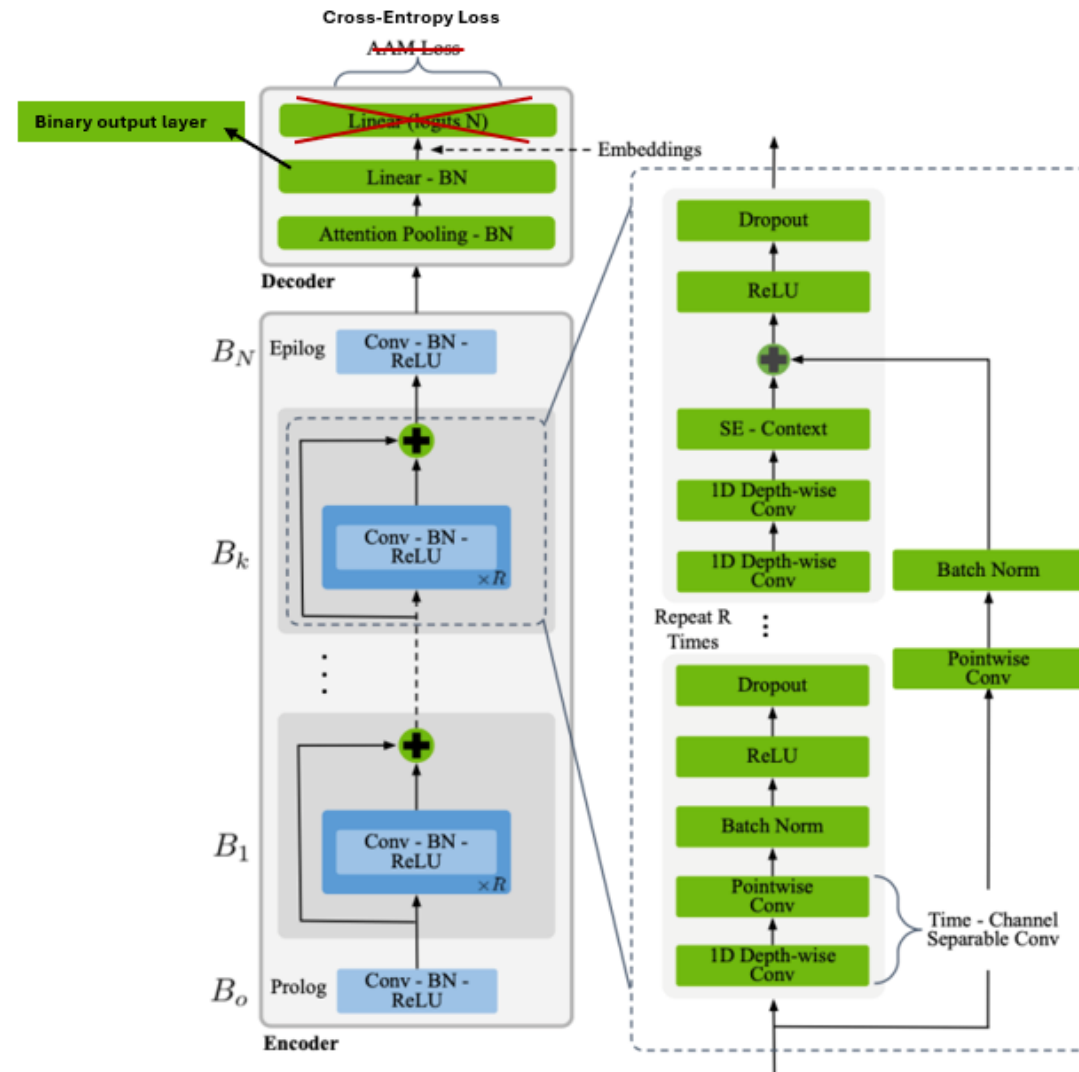 Cross-Entropy Loss
AAM Loss
Binary output layer
Linear (logits N)
Embeddings
Linear - BN
Attention Pooling - BN
Decoder
B_N
Epilog
Conv - BN -
ReLU
B_k
Conv - BN -
ReLU
×R
B_1
Conv - BN -
ReLU
×R
B_o
Prolog
Conv - BN -
ReLU
Encoder
Dropout
ReLU
SE - Context
1D Depth-wise
Conv
1D Depth-wise
Conv
Batch Norm
Repeat R
Times
Pointwise
Conv
Dropout
ReLU
Batch Norm
Pointwise
Conv
Time - Channel
Separable Conv
1D Depth-wise
Conv